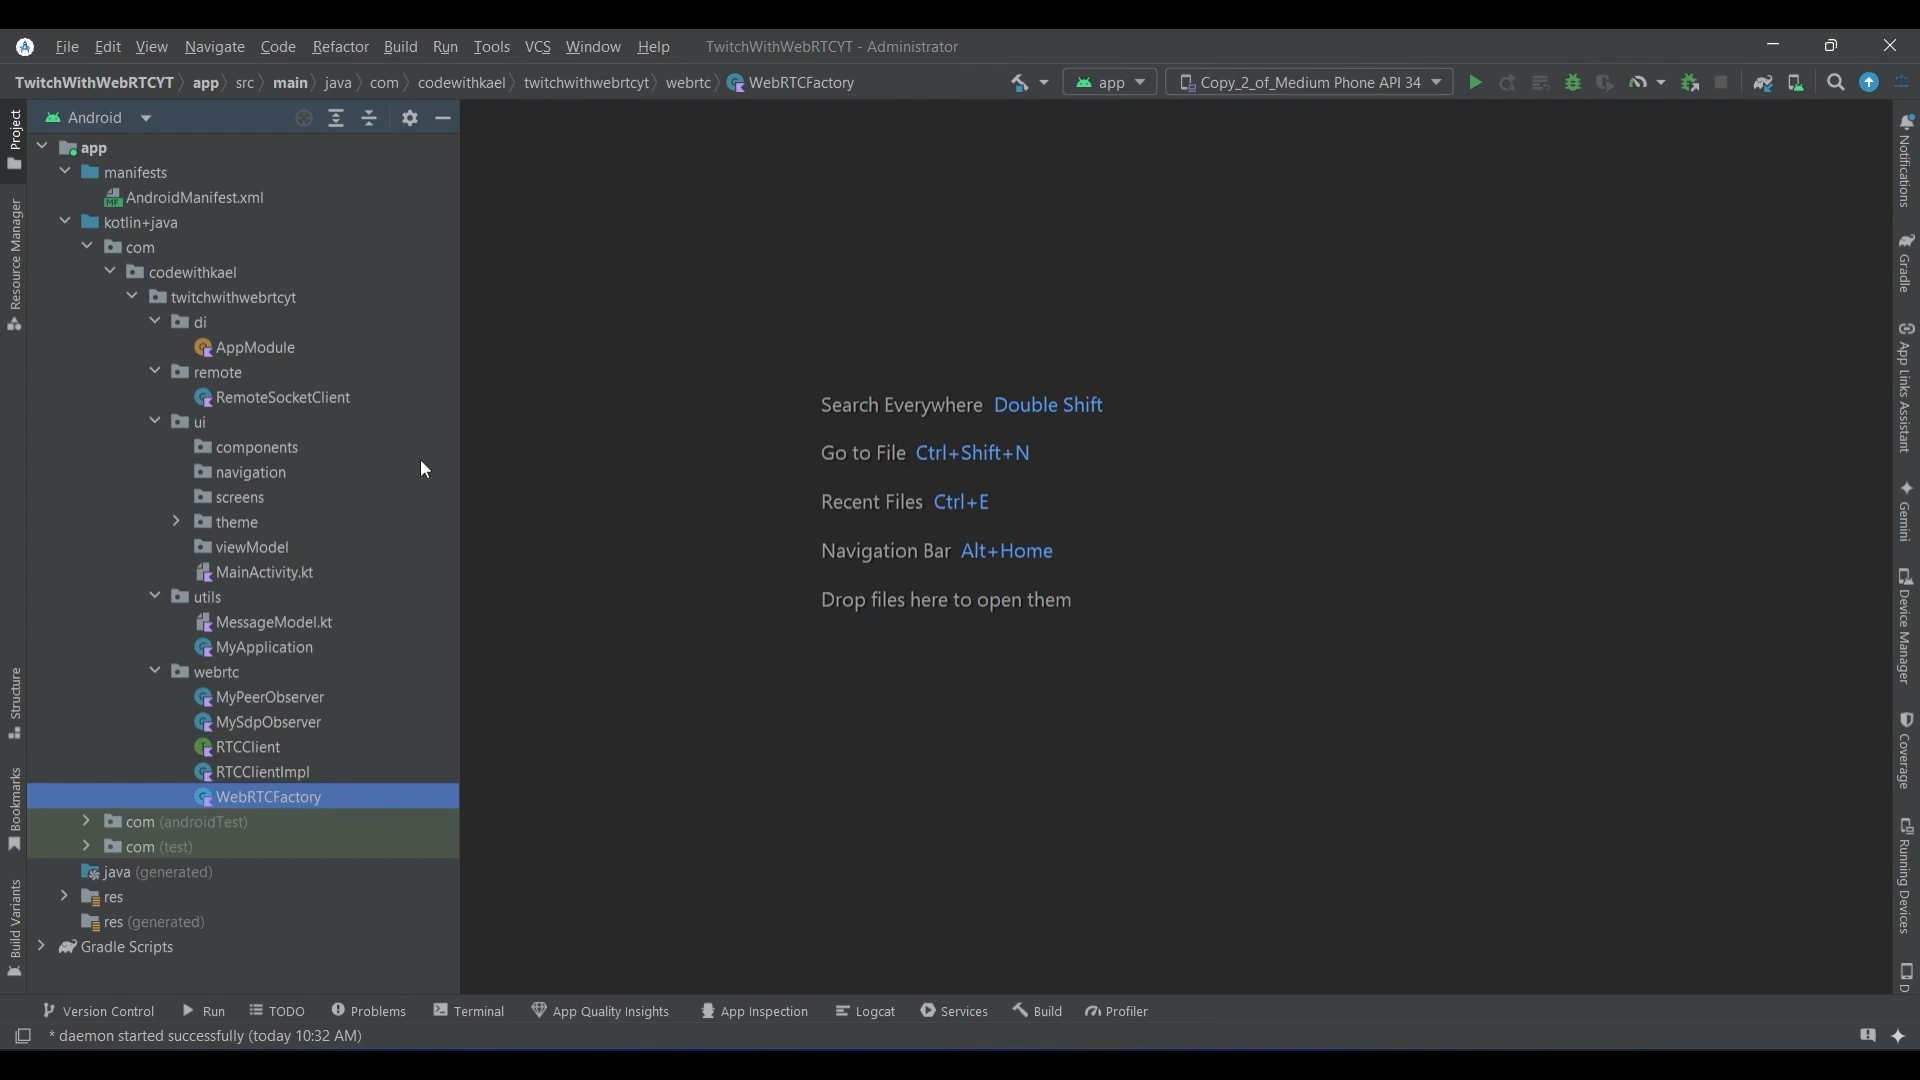 File Edit View Navigate Code Refactor Build Run Tools VCS Window Help TwitchWithWebRTCYT - Administrator
TwitchWithWebRTCYT app src main java com codewithkael twitchwithwebrtcyt webrtc WebRTCFactory app Copy_2_of_Medium Phone API 34
Android
app
manifests
AndroidManifest.xml
kotlin+java
com
codewithkael
twitchwithwebrtcyt
di
AppModule
remote
RemoteSocketClient
ui
components
navigation
screens
theme
viewModel
MainActivity.kt
utils
MessageModel.kt
MyApplication
webrtc
MyPeerObserver
MySdpObserver
RTCClient
RTCClientImpl
WebRTCFactory
com (androidTest)
com (test)
java (generated)
res
res (generated)
Gradle Scripts
Project
Resource Manager
Structure
Bookmarks
Build Variants
Search Everywhere Double Shift
Go to File Ctrl+Shift+N
Recent Files Ctrl+E
Navigation Bar Alt+Home
Drop files here to open them
Notifications
Gradle
App Links Assistant
Gemini
Device Manager
Coverage
Running Devices
D
Version Control Run TODO Problems Terminal App Quality Insights App Inspection Logcat Services Build Profiler
* daemon started successfully (today 10:32 AM)